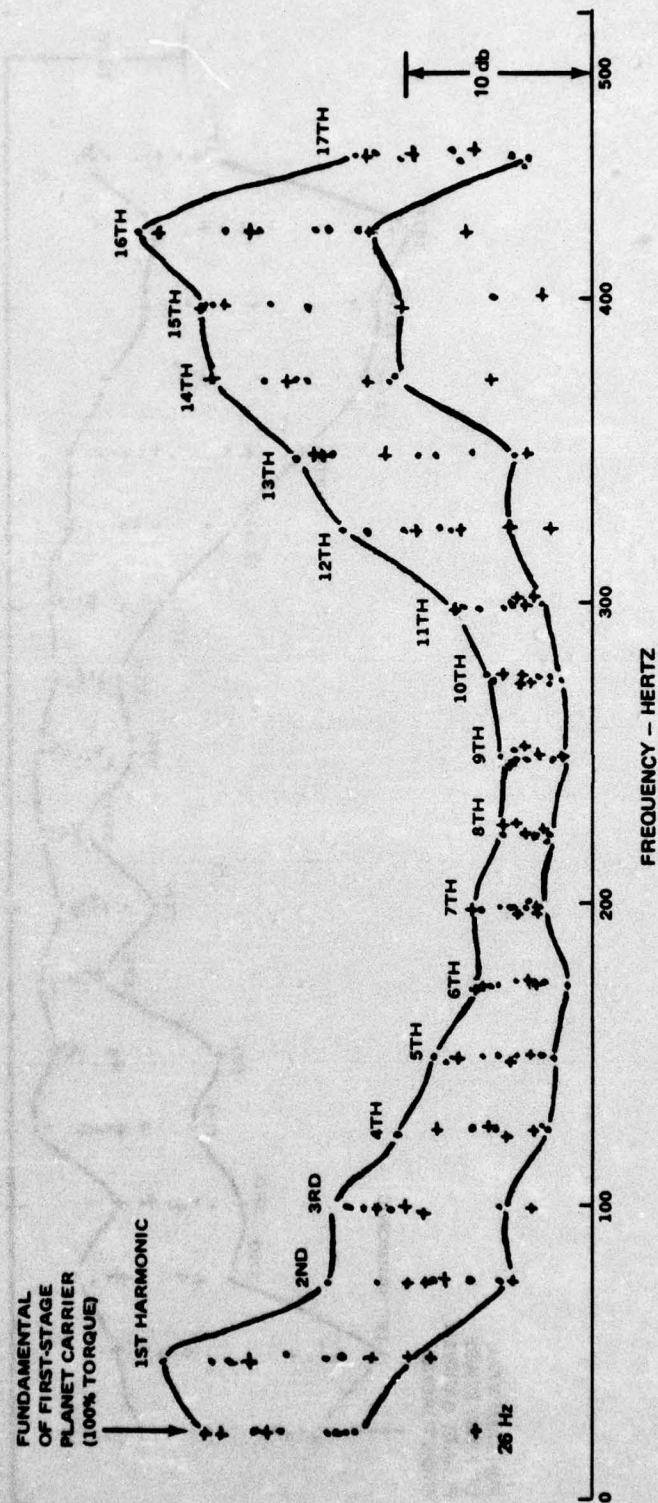 FUNDAMENTAL
OF FIRST-STAGE
PLANET CARRIER
(100% TORQUE)
1ST HARMONIC
2ND
3RD
4TH
5TH
6TH
7TH
8TH
9TH
10TH
11TH
12TH
13TH
14TH
15TH
16TH
17TH
10 db
26 Hz
0
100
200
300
400
500
FREQUENCY – HERTZ